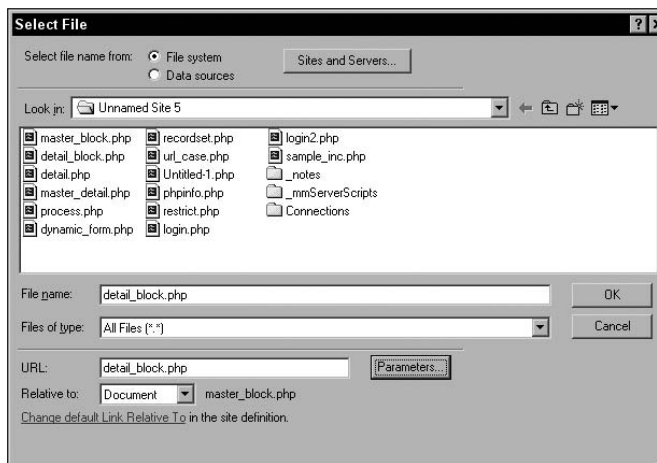 Select File
?
Select file name from:
File system
Data sources
Sites and Servers...
Look in:
Unnamed Site 5
master_block.php
detail_block.php
detail.php
master_detail.php
process.php
dynamic_form.php
recordset.php
url_case.php
Untitled-1.php
phpinfo.php
restrict.php
login.php
login2.php
sample_inc.php
_notes
_mmServerScripts
Connections
File name:
detail_block.php
OK
Files of type:
All Files (*.*)
Cancel
URL:
detail_block.php
Parameters...
Relative to:
Document
master_block.php
Change default Link Relative To in the site definition.